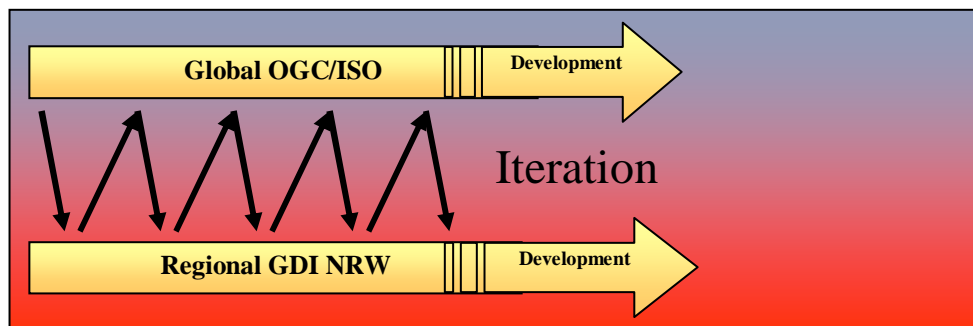 Global OGC/ISO
Development
Iteration
Regional GDI NRW
Development